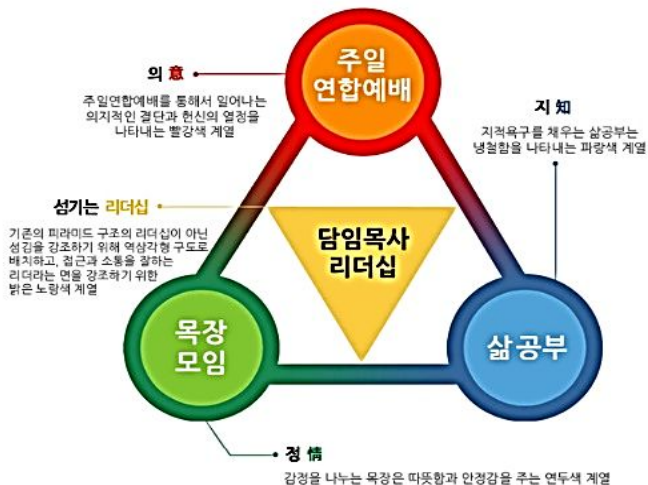 주일
연합예배
의 意
주일연합예배를 통해서 일어나는
의지적인 결단과 헌신의 열정을
나타내는 빨강색 계열
지 知
지적욕구를 채우는 삶공부는
냉철함을 나타내는 파랑색 계열
섬기는 리더십
기존의 피라미드 구조의 리더십이 아닌
섬김을 강조하기 위해 역삼각형 구도로
배치하고, 접근과 소통을 잘하는
리더라는 면을 강조하기 위한
밝은 노랑색 계열
담임목사
리더십
목장
모임
삶공부
정 情
감정을 나누는 목장은 따뜻함과 안정감을 주는 연두색 계열